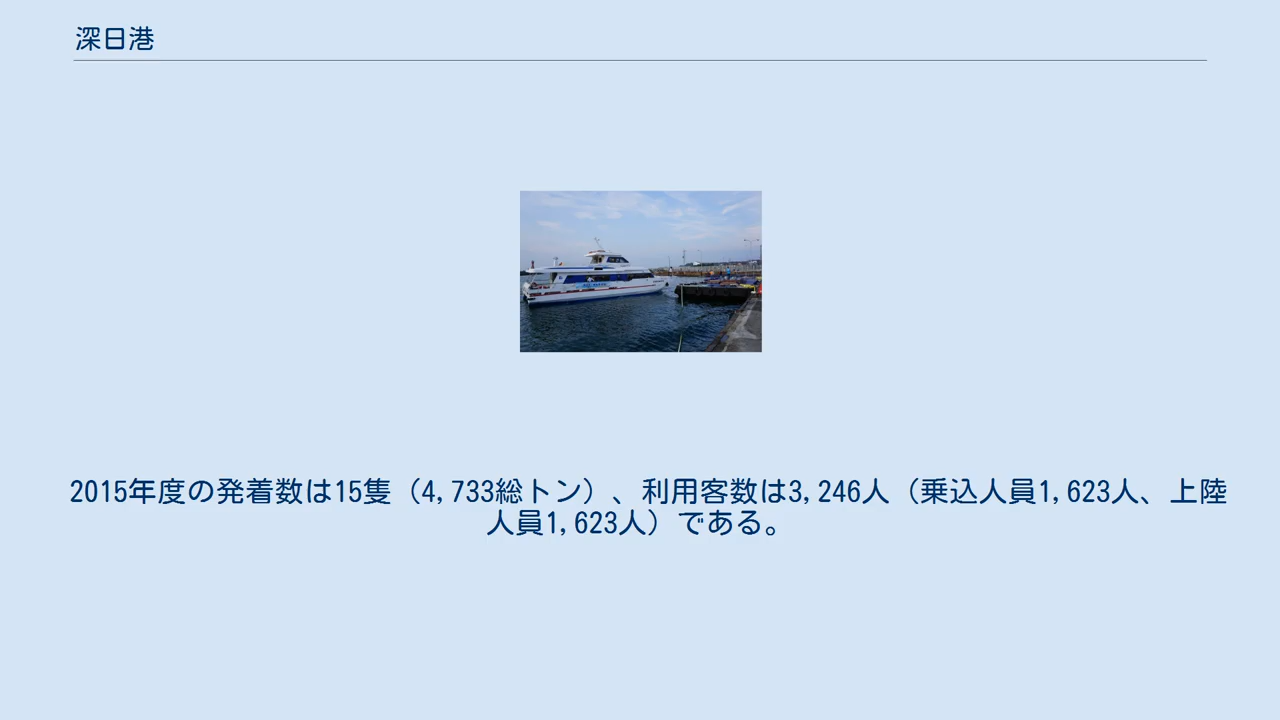 深日港
2015年度の発着数は15隻（4,733総トン）、利用客数は3,246人（乗込人員1,623人、上陸
人員1,623人）である。